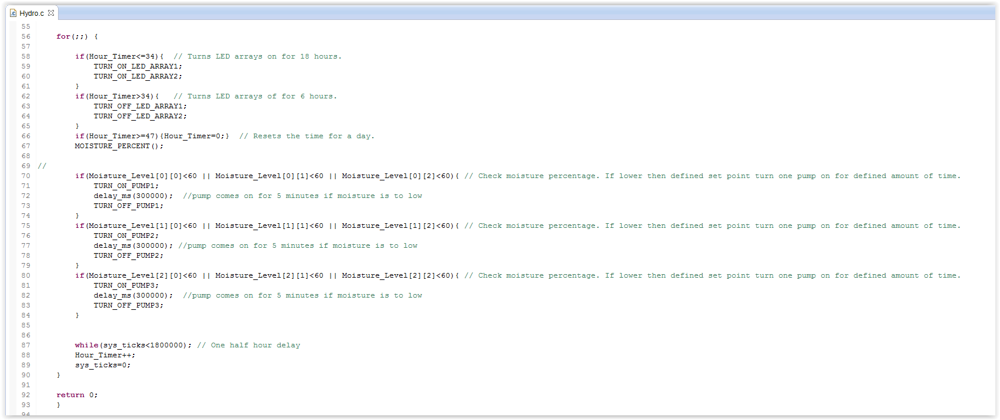 Hydro.c
55
56 for(;;) {
57
58 if(Hour_Timer<=34){ // Turns LED arrays on for 18 hours.
59 TURN_ON_LED_ARRAY1;
60 TURN_ON_LED_ARRAY2;
61 }
62 if(Hour_Timer>34){ // Turns LED arrays of for 6 hours.
63 TURN_OFF_LED_ARRAY1;
64 TURN_OFF_LED_ARRAY2;
65 }
66 if(Hour_Timer>=47){Hour_Timer=0;} // Resets the time for a day.
67 MOISTURE_PERCENT();
68
69 //
70 if(Moisture_Level[0][0]<60 || Moisture_Level[0][1]<60 || Moisture_Level[0][2]<60){ // Check moisture percentage. If lower then defined set point turn one pump on for defined amount of time.
71 TURN_ON_PUMP1;
72 delay_ms(300000); //pump comes on for 5 minutes if moisture is to low
73 TURN_OFF_PUMP1;
74 }
75 if(Moisture_Level[1][0]<60 || Moisture_Level[1][1]<60 || Moisture_Level[1][2]<60){ // Check moisture percentage. If lower then defined set point turn one pump on for defined amount of time.
76 TURN_ON_PUMP2;
77 delay_ms(300000); //pump comes on for 5 minutes if moisture is to low
78 TURN_OFF_PUMP2;
79 }
80 if(Moisture_Level[2][0]<60 || Moisture_Level[2][1]<60 || Moisture_Level[2][2]<60){ // Check moisture percentage. If lower then defined set point turn one pump on for defined amount of time.
81 TURN_ON_PUMP3;
82 delay_ms(300000); //pump comes on for 5 minutes if moisture is to low
83 TURN_OFF_PUMP3;
84 }
85
86
87 while(sys_ticks<1800000); // One half hour delay
88 Hour_Timer++;
89 sys_ticks=0;
90 }
91
92 return 0;
93 }
94